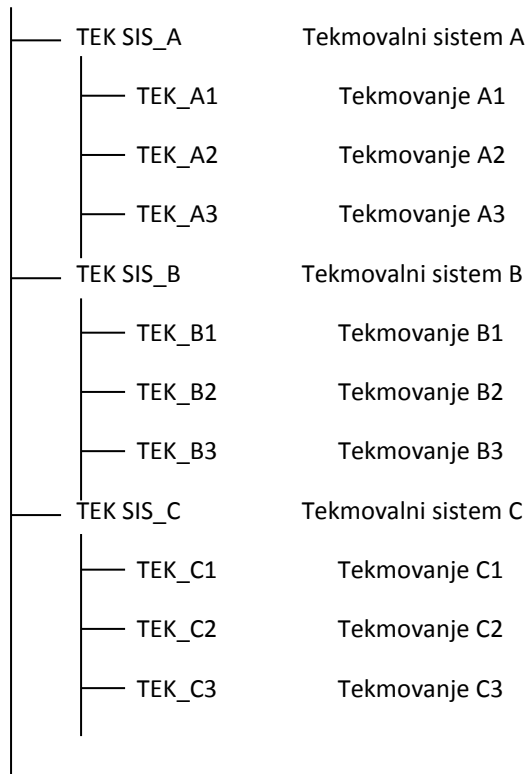 TEK SIS_A Tekmovalni sistem A
TEK_A1 Tekmovanje A1
TEK_A2 Tekmovanje A2
TEK_A3 Tekmovanje A3
TEK SIS_B Tekmovalni sistem B
TEK_B1 Tekmovanje B1
TEK_B2 Tekmovanje B2
TEK_B3 Tekmovanje B3
TEK SIS_C Tekmovalni sistem C
TEK_C1 Tekmovanje C1
TEK_C2 Tekmovanje C2
TEK_C3 Tekmovanje C3